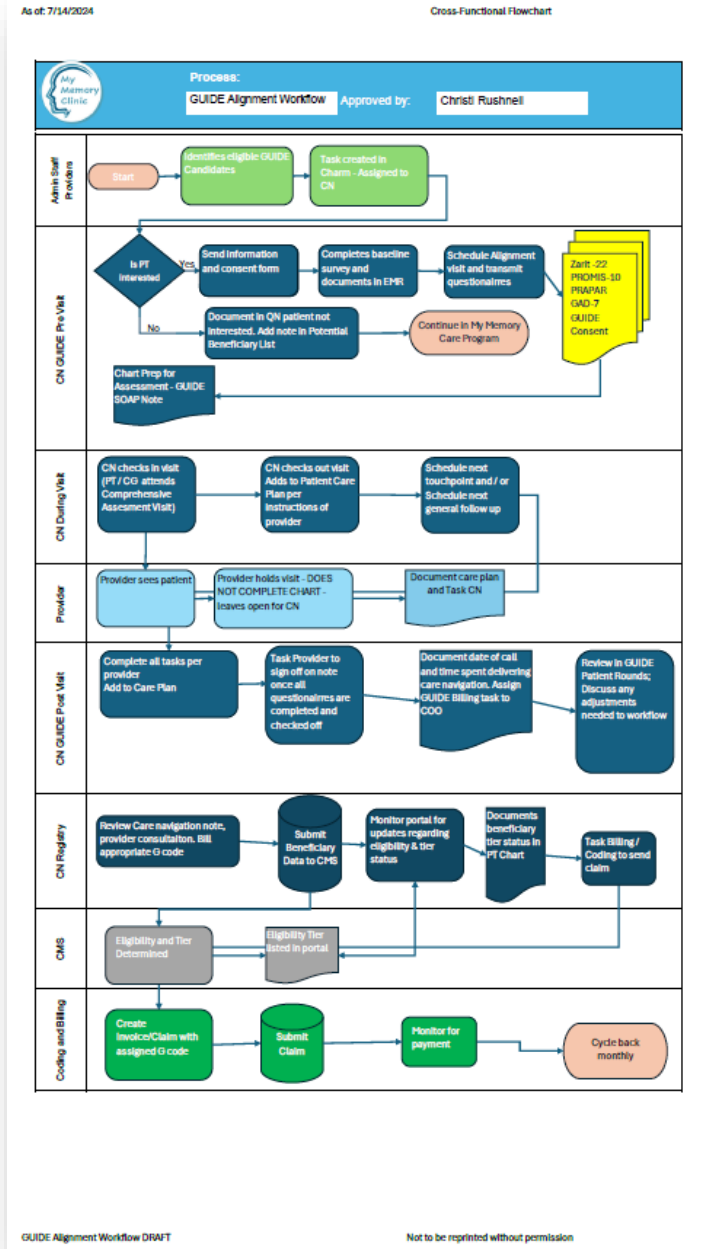 As of: 7/14/2024
Cross-Functional Flowchart
My
Memory
Clinic
Process:
GUIDE Alignment Workflow
Approved by:
Christi Rushnell
Admin Staff
Providers
Start
Identifies eligible GUIDE
Candidates
Task created in
Charm - Assigned to
CN
CN GUIDE Pre Visit
Is PT
interested
Yes
Send information
and consent form
Completes baseline
survey and
documents in EMR
Schedule Alignment
visit and transmit
questionairres
Zarit -22
PROMIS-10
PRAPAR
GAD-7
GUIDE
Consent
No
Document in QN patient not
interested. Add note in Potential
Beneficiary List
Continue in My Memory
Care Program
Chart Prep for
Assessment - GUIDE
SOAP Note
CN During Visit
CN checks in visit
(PT / CG attends
Comprehensive
Assesment Visit)
CN checks out visit
Adds to Patient Care
Plan per
instructions of
provider
Schedule next
touchpoint and / or
Schedule next
general follow up
Provider
Provider sees patient
Provider holds visit - DOES
NOT COMPLETE CHART -
leaves open for CN
Document care plan
and Task CN
CN GUIDE Post Visit
Complete all tasks per
provider
Add to Care Plan
Task Provider to
sign off on note
once all
questionairres are
completed and
checked off
Document date of call
and time spent delivering
care navigation. Assign
GUIDE Billing task to
COO
Review in GUIDE
Patient Rounds;
Discuss any
adjustments
needed to workflow
CN Registry
Review Care navigation note,
provider consultaiton. Bill
appropriate G code
Submit
Beneficiary
Data to CMS
Monitor portal for
updates regarding
eligibility & tier
status
Documents
beneficiary
tier status in
PT Chart
Task Billing /
Coding to send
claim
CMS
Eligibility and Tier
Determined
Eligibility Tier
listed in portal
Coding and Billing
Create
Invoice/Claim with
assigned G code
Submit
Claim
Monitor for
payment
Cycle back
monthly
GUIDE Alignment Workflow DRAFT
Not to be reprinted without permission